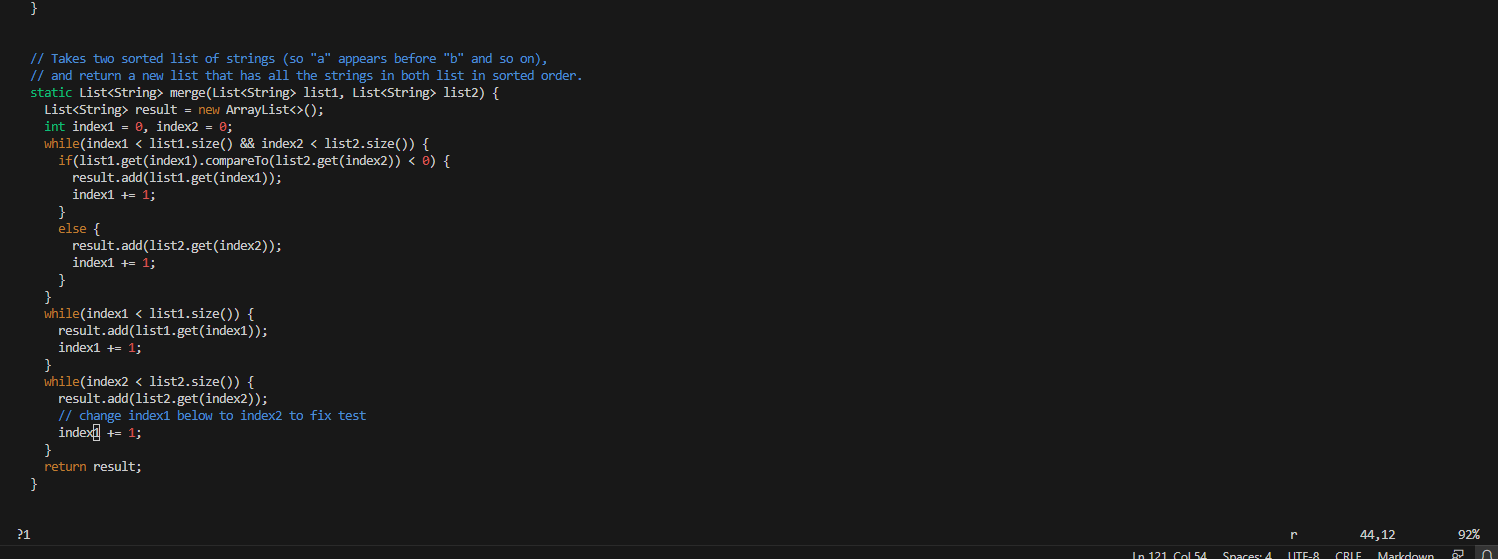 }
// Takes two sorted list of strings (so "a" appears before "b" and so on),
// and return a new list that has all the strings in both list in sorted order.
static List<String> merge(List<String> list1, List<String> list2) {
  List<String> result = new ArrayList<>();
  int index1 = 0, index2 = 0;
  while(index1 < list1.size() && index2 < list2.size()) {
    if(list1.get(index1).compareTo(list2.get(index2)) < 0) {
      result.add(list1.get(index1));
      index1 += 1;
    }
    else {
      result.add(list2.get(index2));
      index1 += 1;
    }
  }
  while(index1 < list1.size()) {
    result.add(list1.get(index1));
    index1 += 1;
  }
  while(index2 < list2.size()) {
    result.add(list2.get(index2));
    // change index1 below to index2 to fix test
    index1 += 1;
  }
  return result;
}
?1 r 44,12 92%
Ln 121, Col 54 Spaces: 4 UTF-8 CRLF Markdown